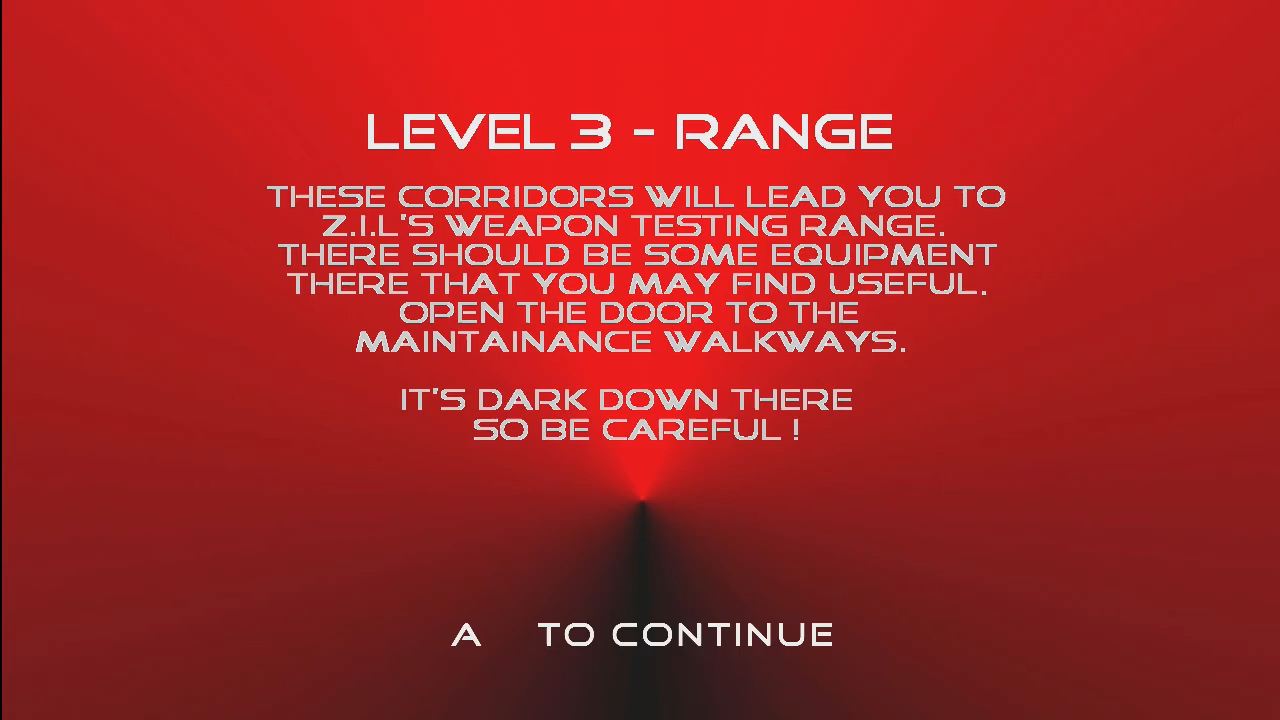 LEVEL 3 - RANGE
THESE CORRIDORS WILL LEAD YOU TO
Z.I.L'S WEAPON TESTING RANGE.
THERE SHOULD BE SOME EQUIPMENT
THERE THAT YOU MAY FIND USEFUL.
OPEN THE DOOR TO THE
MAINTAINANCE WALKWAYS.
IT'S DARK DOWN THERE
SO BE CAREFUL !
A TO CONTINUE